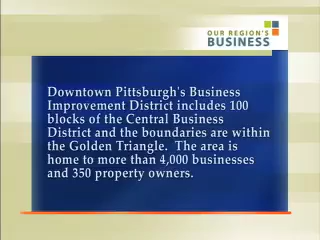 OUR REGION'S
BUSINESS
Downtown Pittsburgh's Business
Improvement District includes 100
blocks of the Central Business
District and the boundaries are within
the Golden Triangle.  The area is
home to more than 4,000 businesses
and 350 property owners.